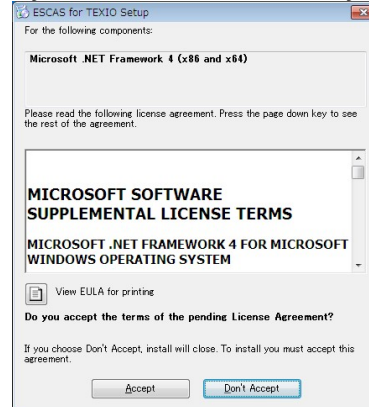 ESCAS for TEXIO Setup
For the following components:
Microsoft .NET Framework 4 (x86 and x64)
Please read the following license agreement. Press the page down key to see
the rest of the agreement.
MICROSOFT SOFTWARE
SUPPLEMENTAL LICENSE TERMS
MICROSOFT .NET FRAMEWORK 4 FOR MICROSOFT
WINDOWS OPERATING SYSTEM
View EULA for printing
Do you accept the terms of the pending License Agreement?
If you choose Don't Accept, install will close. To install you must accept this
agreement.
Accept Don't Accept